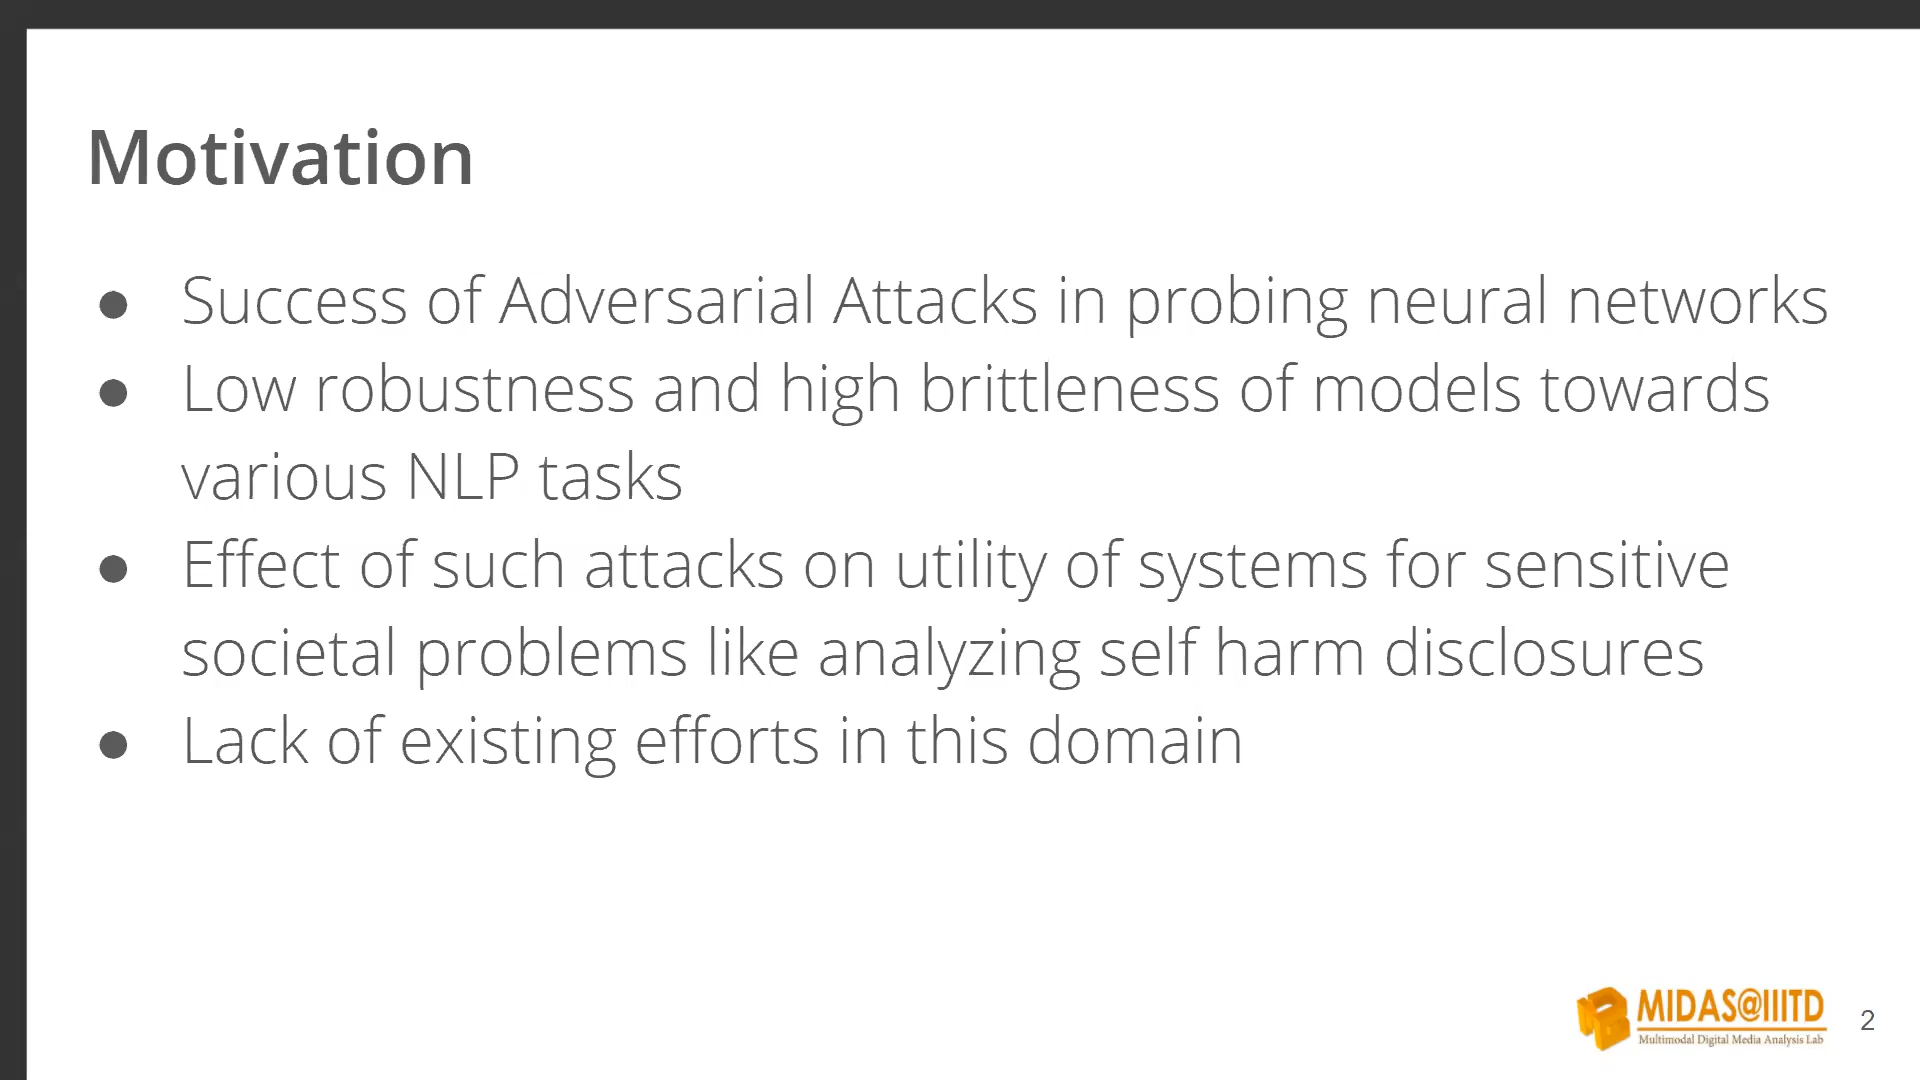 Motivation
● Success of Adversarial Attacks in probing neural networks
● Low robustness and high brittleness of models towards
various NLP tasks
● Effect of such attacks on utility of systems for sensitive
societal problems like analyzing self harm disclosures
● Lack of existing efforts in this domain
MIDAS@IIITD
Multimodal Digital Media Analysis Lab
2